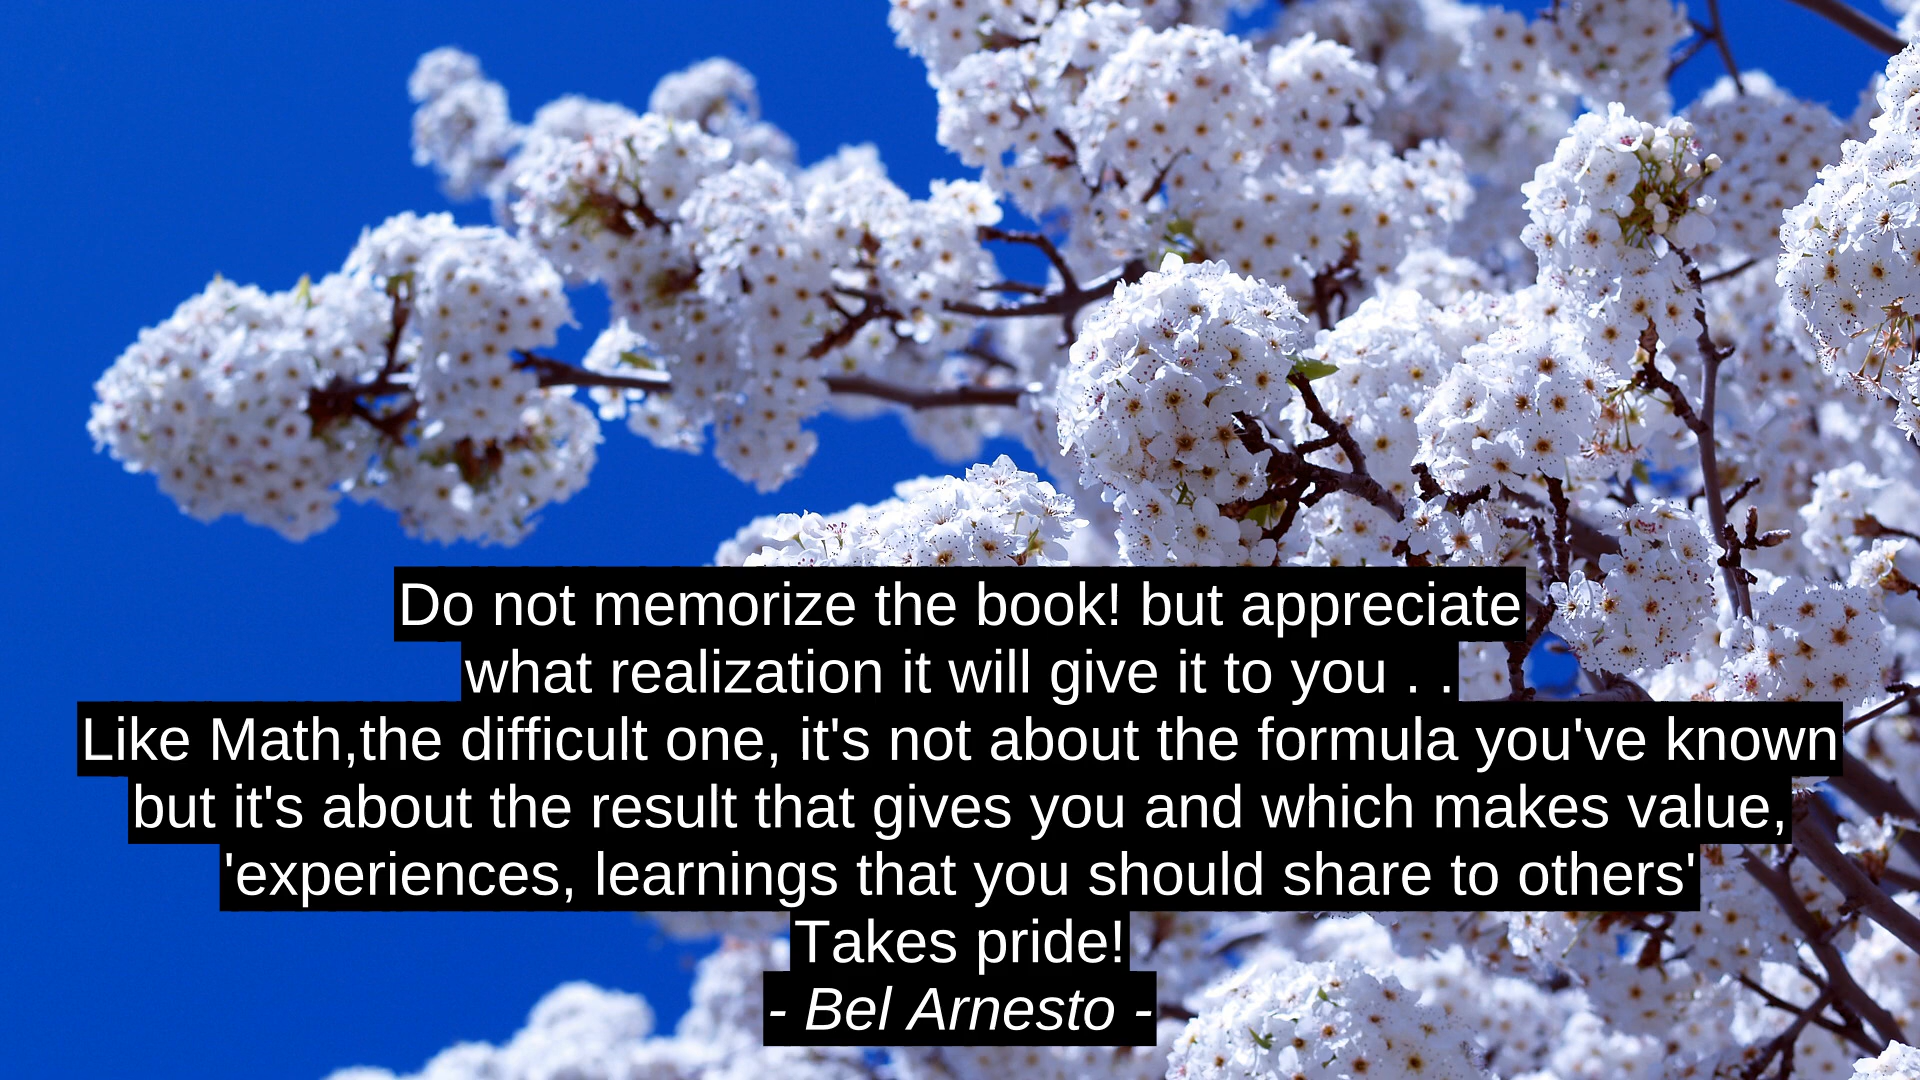 Do not memorize the book! but appreciate
what realization it will give it to you . .
Like Math,the difficult one, it's not about the formula you've known
but it's about the result that gives you and which makes value,
'experiences, learnings that you should share to others'
Takes pride!
- Bel Arnesto -